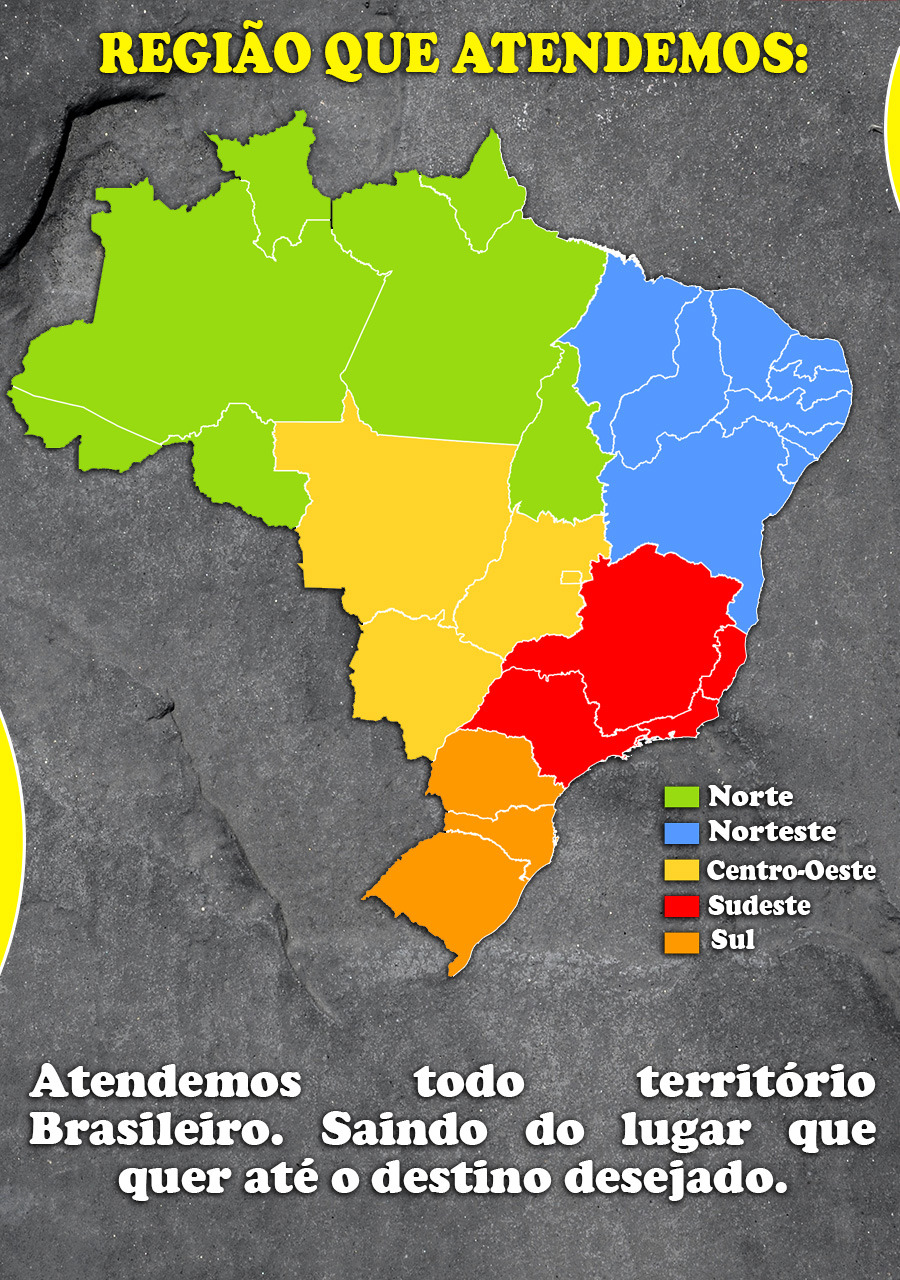 REGIÃO QUE ATENDEMOS:
Norte
Norteste
Centro-Oeste
Sudeste
Sul
Atendemos todo território
Brasileiro. Saindo do lugar que
quer até o destino desejado.